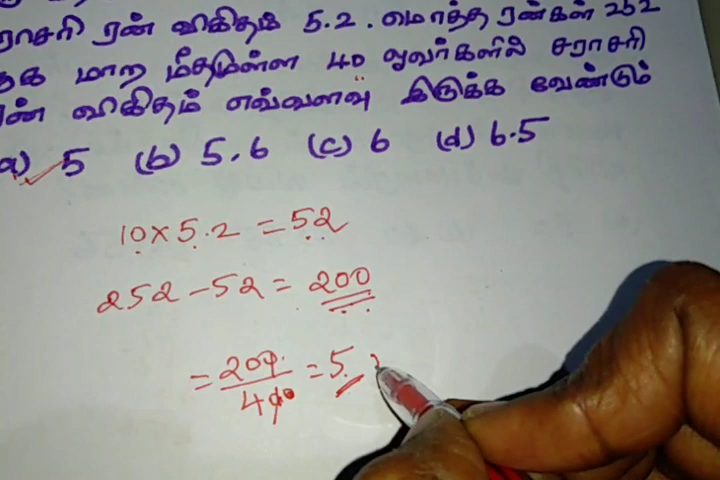 ராசரி ரன் விகிதம் 5.2. மொத்த ரன்கள் 252
மாற மீதமுள்ள 40 ஓவர்களில் சராசரி
ரன் விகிதம் எவ்வளவு இருக்க வேண்டும்
a) 5 (b) 5.6 (c) 6 (d) 6.5
10 x 5.2 = 52
252 - 52 = 200
= 200/40 = 5